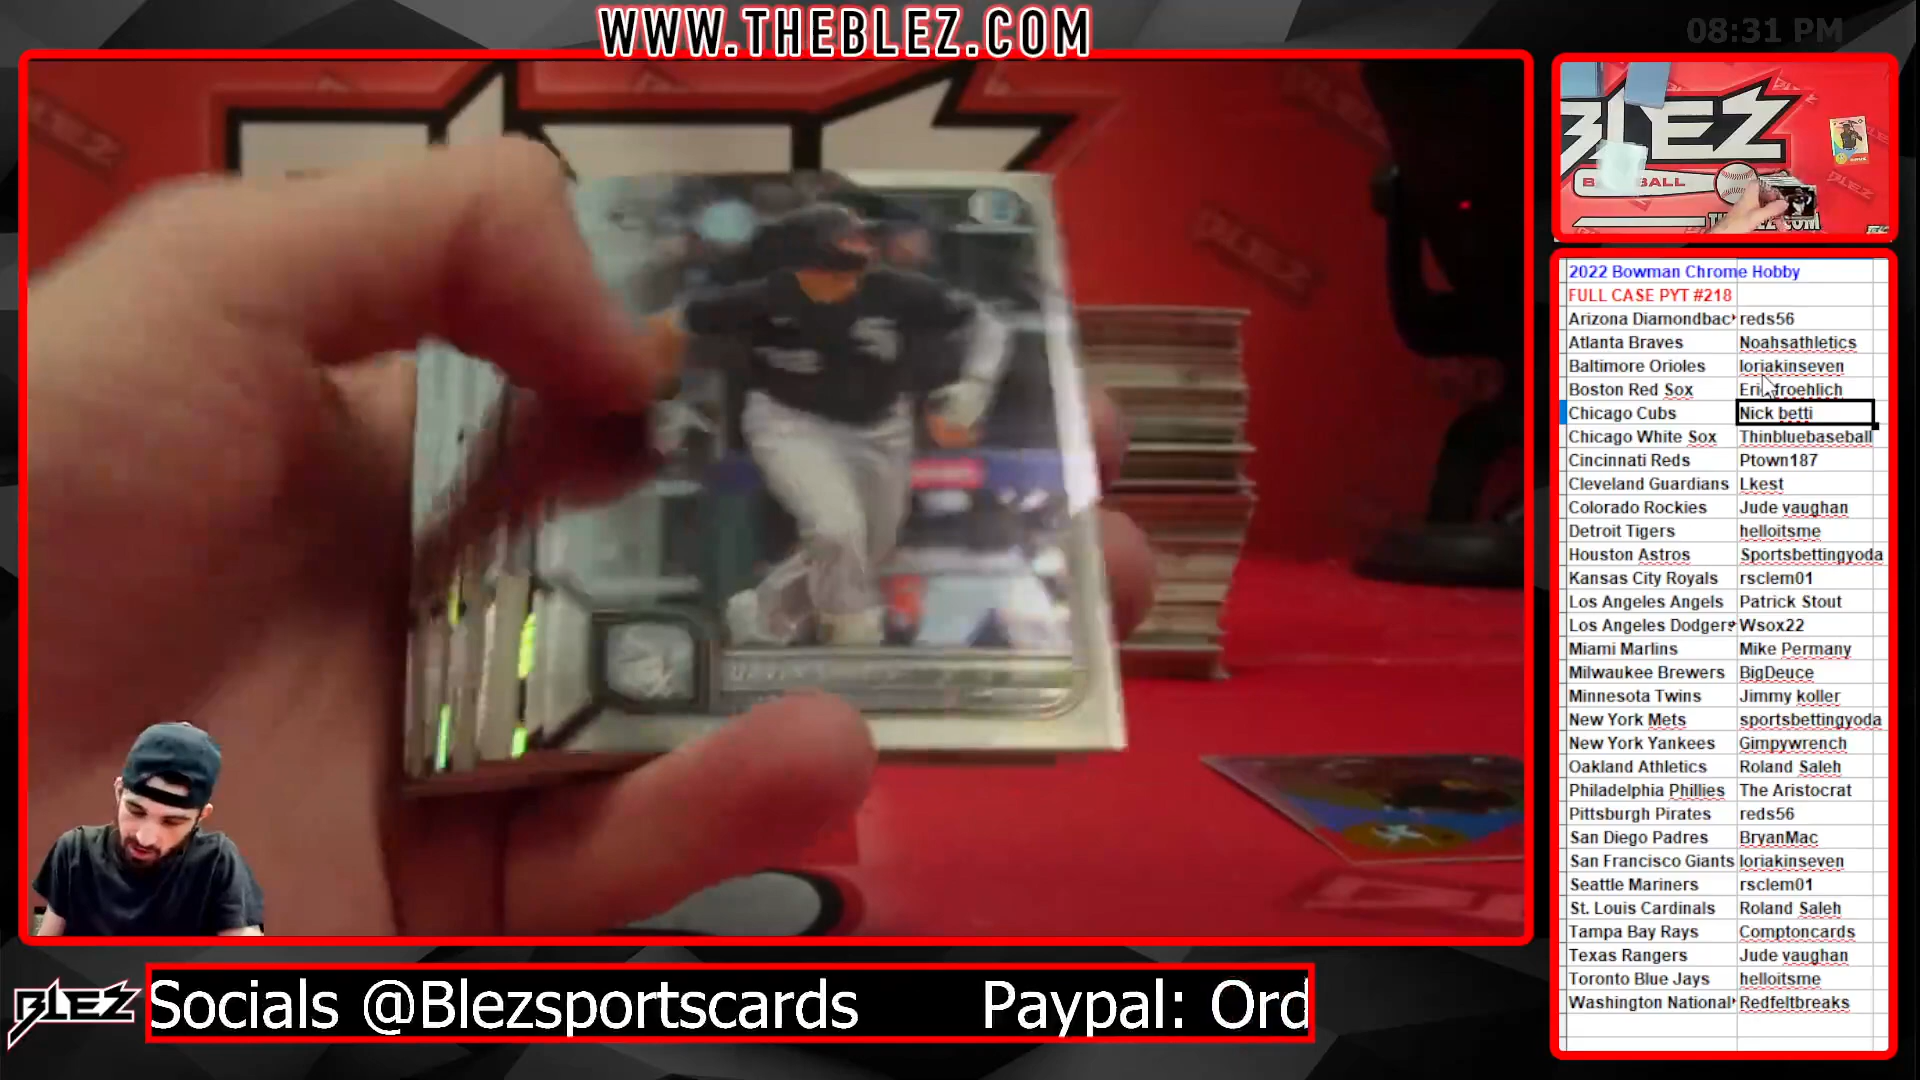 WWW.THEBLEZ.COM
08:31 PM
BLEZ
BLEZ
2022 Bowman Chrome Hobby
FULL CASE PYT #218
Arizona Diamondbac reds56
Atlanta Braves Noahsathletics
Baltimore Orioles loriakinseven
Boston Red Sox froehlich
Chicago Cubs Nick betti
Chicago White Sox Thinbluebaseball
Cincinnati Reds Ptown187
Cleveland Guardians Lkest
Colorado Rockies Jude vaughan
Detroit Tigers helloitsme
Houston Astros Sportsbettingyoda
Kansas City Royals rsclem01
Los Angeles Angels Patrick Stout
Los Angeles Dodgers Wsox22
Miami Marlins Mike Permany
Milwaukee Brewers BigDeuce
Minnesota Twins Jimmy koller
New York Mets sportsbettingyoda
New York Yankees Gimpywrench
Oakland Athletics Roland Saleh
Philadelphia Phillies The Aristocrat
Pittsburgh Pirates reds56
San Diego Padres BryanMac
San Francisco Giants loriakinseven
Seattle Mariners rsclem01
St. Louis Cardinals Roland Saleh
Tampa Bay Rays Comptoncards
Texas Rangers Jude vaughan
Toronto Blue Jays helloitsme
Washington National Redfeltbreaks
BLEZ
Socials @Blezsportscards Paypal: Ord